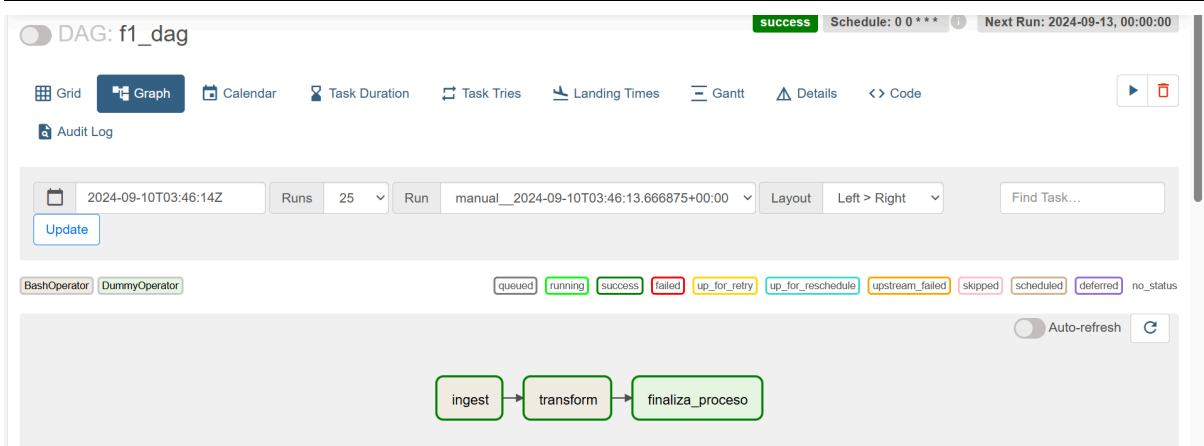 DAG: f1_dag
success Schedule: 0 0 * * * Next Run: 2024-09-13, 00:00:00
Grid Graph Calendar Task Duration Task Tries Landing Times Gantt Details Code
Audit Log
2024-09-10T03:46:14Z Runs 25 Run manual__2024-09-10T03:46:13.666875+00:00 Layout Left > Right Find Task...
Update
BashOperator DummyOperator queued running success failed up_for_retry up_for_reschedule upstream_failed skipped scheduled deferred no_status
Auto-refresh
ingest transform finaliza_proceso